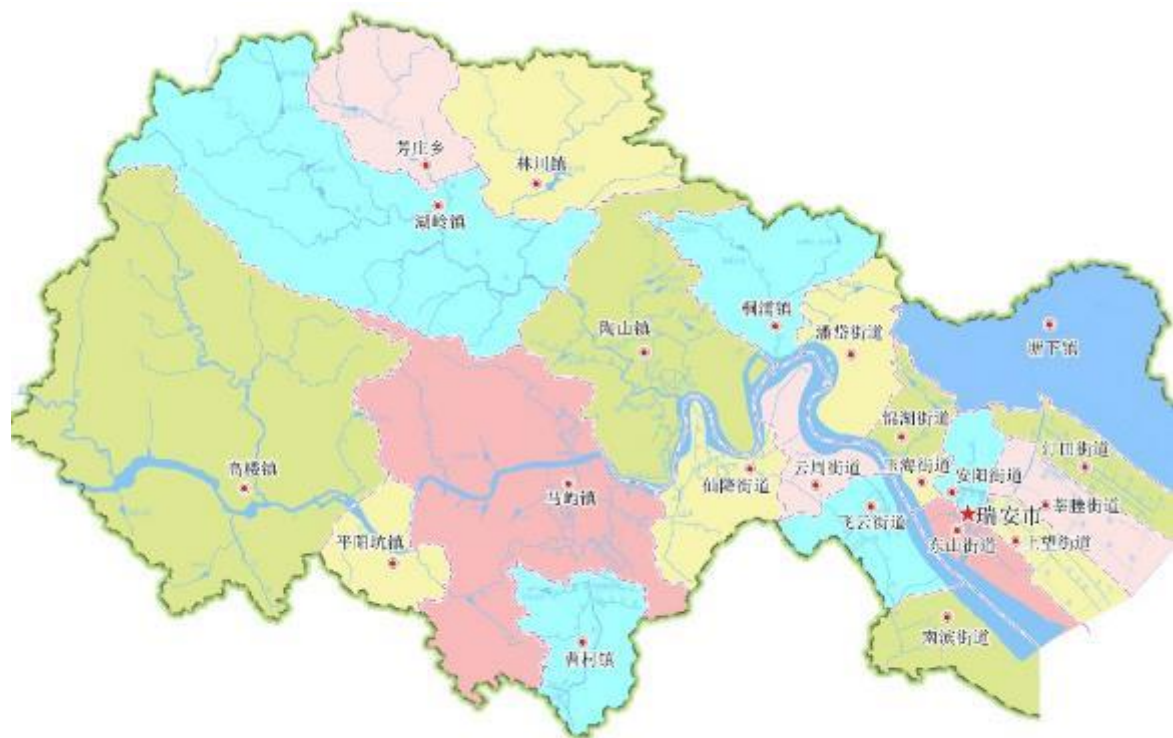 芳庄乡
林川镇
湖岭镇
桐浦镇
塘下镇
潘岱街道
陶山镇
锦湖街道
汀田街道
仙降街道
云周街道
玉海街道
安阳街道
高楼镇
马屿镇
莘塍街道
飞云街道
瑞安市
东山街道
上望街道
平阳坑镇
南滨街道
曹村镇